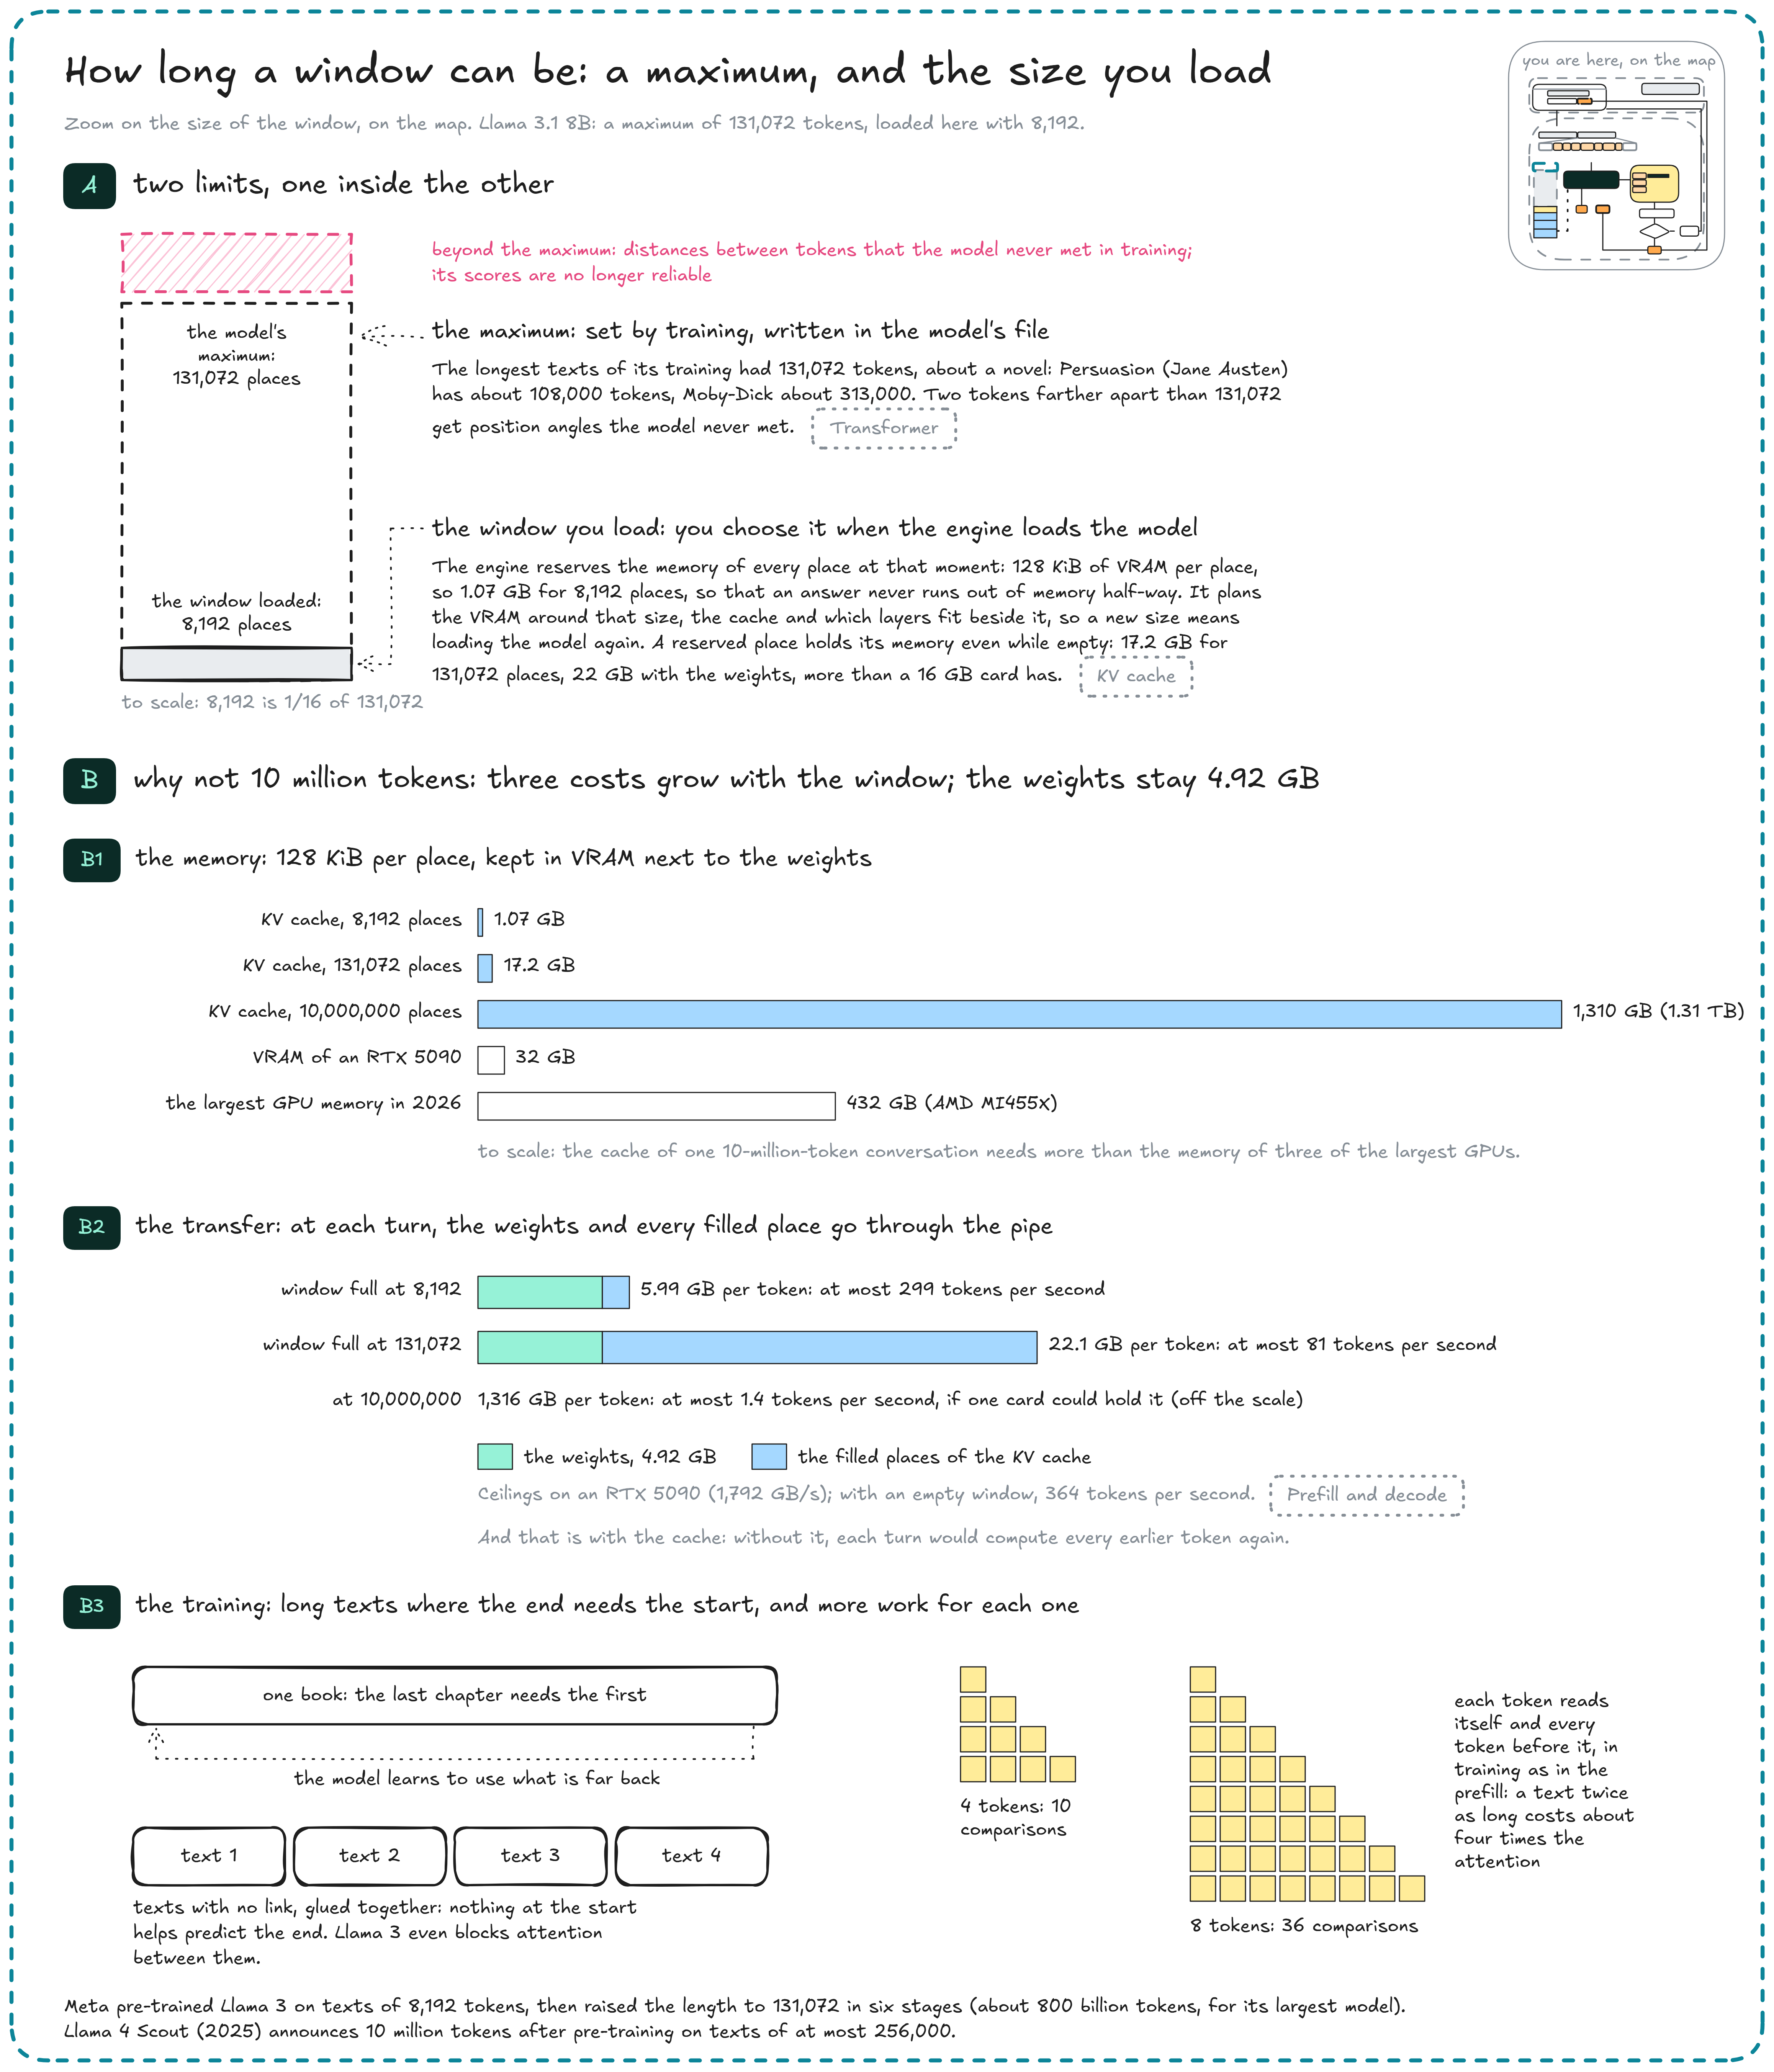 How long a window can be: a maximum, and the size you load
you are here, on the map
Zoom on the size of the window, on the map. Llama 3.1 8B: a maximum of 131,072 tokens, loaded here with 8,192.
A
two limits, one inside the other
beyond the maximum: distances between tokens that the model never met in training;
its scores are no longer reliable
the model's
maximum:
131,072 places
the maximum: set by training, written in the model's file
The longest texts of its training had 131,072 tokens, about a novel: Persuasion (Jane Austen)
has about 108,000 tokens, Moby-Dick about 313,000. Two tokens farther apart than 131,072
get position angles the model never met.
Transformer
the window you load: you choose it when the engine loads the model
The engine reserves the memory of every place at that moment: 128 KiB of VRAM per place,
so 1.07 GB for 8,192 places, so that an answer never runs out of memory half-way. It plans
the VRAM around that size, the cache and which layers fit beside it, so a new size means
loading the model again. A reserved place holds its memory even while empty: 17.2 GB for
131,072 places, 22 GB with the weights, more than a 16 GB card has.
KV cache
the window loaded:
8,192 places
to scale: 8,192 is 1/16 of 131,072
B
why not 10 million tokens: three costs grow with the window; the weights stay 4.92 GB
B1
the memory: 128 KiB per place, kept in VRAM next to the weights
KV cache, 8,192 places
1.07 GB
KV cache, 131,072 places
17.2 GB
KV cache, 10,000,000 places
1,310 GB (1.31 TB)
VRAM of an RTX 5090
32 GB
the largest GPU memory in 2026
432 GB (AMD MI455X)
to scale: the cache of one 10-million-token conversation needs more than the memory of three of the largest GPUs.
B2
the transfer: at each turn, the weights and every filled place go through the pipe
window full at 8,192
5.99 GB per token: at most 299 tokens per second
window full at 131,072
22.1 GB per token: at most 81 tokens per second
at 10,000,000
1,316 GB per token: at most 1.4 tokens per second, if one card could hold it (off the scale)
the weights, 4.92 GB
the filled places of the KV cache
Ceilings on an RTX 5090 (1,792 GB/s); with an empty window, 364 tokens per second.
Prefill and decode
And that is with the cache: without it, each turn would compute every earlier token again.
B3
the training: long texts where the end needs the start, and more work for each one
one book: the last chapter needs the first
the model learns to use what is far back
text 1
text 2
text 3
text 4
texts with no link, glued together: nothing at the start
helps predict the end. Llama 3 even blocks attention
between them.
4 tokens: 10
comparisons
8 tokens: 36 comparisons
each token reads
itself and every
token before it, in
training as in the
prefill: a text twice
as long costs about
four times the
attention
Meta pre-trained Llama 3 on texts of 8,192 tokens, then raised the length to 131,072 in six stages (about 800 billion tokens, for its largest model).
Llama 4 Scout (2025) announces 10 million tokens after pre-training on texts of at most 256,000.